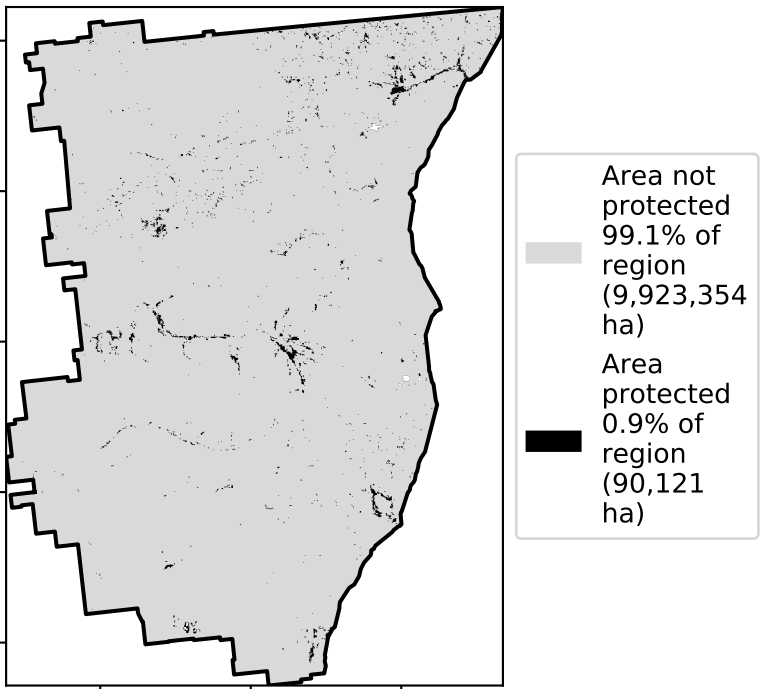 Area not
protected
99.1% of
region
(9,923,354
ha)
Area
protected
0.9% of
region
(90,121
ha)